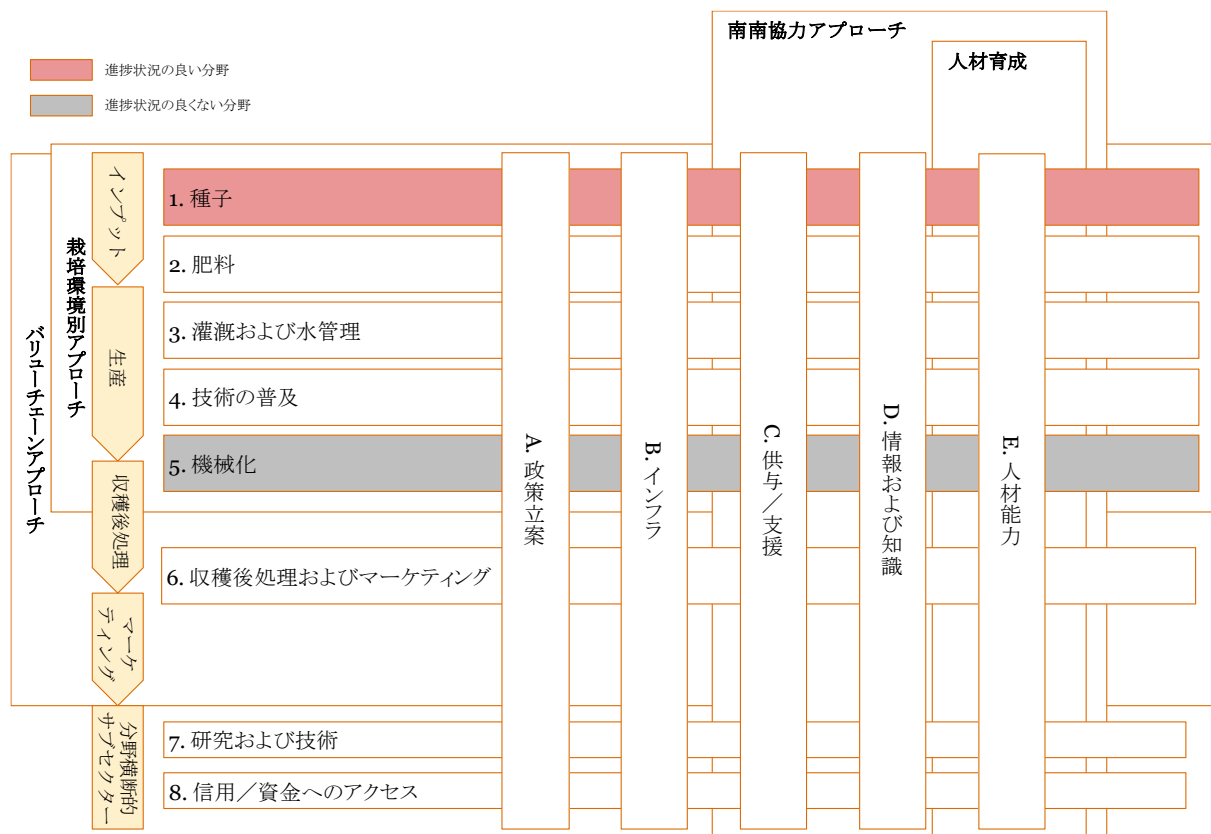 南南協力アプローチ
人材育成
進捗状況の良い分野
進捗状況の良くない分野
バリューチェーンアプローチ
栽培環境別アプローチ
インプット
生産
収穫後処理
マーケ
ティング
分野横断的
サブセクター
1. 種子
2. 肥料
3. 灌漑および水管理
4. 技術の普及
5. 機械化
6. 収穫後処理およびマーケティング
7. 研究および技術
8. 信用／資金へのアクセス
A. 政策立案
B. インフラ
C. 供与／支援
D. 情報および知識
E. 人材能力